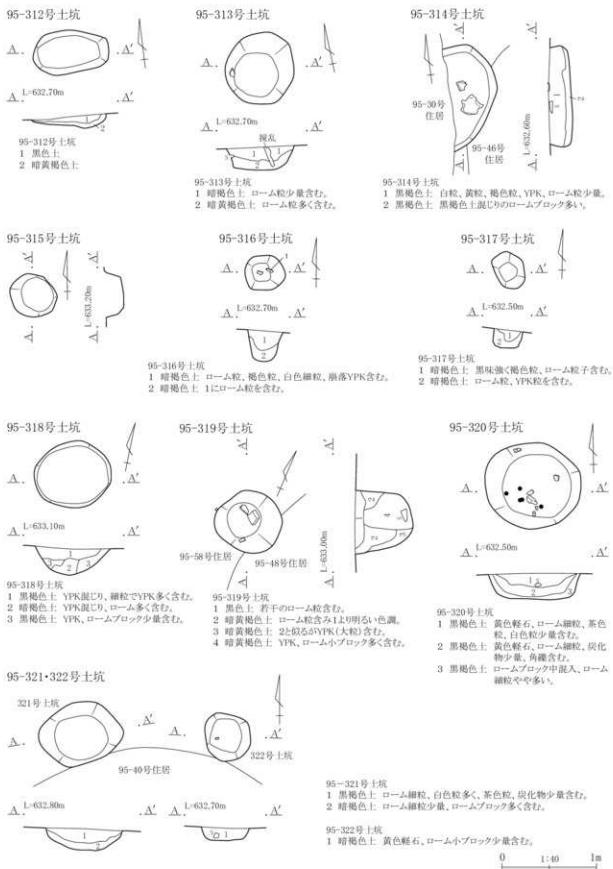 95-312号土坑
A. .A'
A. L=632.70m .A'
1
2
95-312号土坑
1 黒色土
2 暗黄褐色土
95-313号土坑
A. .A'
A. L=632.70m .A'
撹乱
1 1
2
95-313号土坑
1 暗褐色土 ローム粒少量含む。
2 暗黄褐色土 ローム粒多く含む。
95-314号土坑
A'
95-30号
住居
95-46号
住居
A
L=632.60m
A'
1
2
A
95-314号土坑
1 黒褐色土 白粒、黄粒、褐色粒、YPK、ローム粒少量。
2 黒褐色土 黒褐色土混じりのロームブロック多い。
95-315号土坑
A'
A
L=633.20m
A'
A
95-316号土坑
1
A. .A'
A. L=632.70m .A'
1
2
95-316号土坑
1 暗褐色土 ローム粒、褐色粒、白色細粒、崩落YPK含む。
2 暗褐色土 1にローム粒を含む。
95-317号土坑
A. .A'
A. L=632.50m .A'
1
2
95-317号土坑
1 暗褐色土 黒味強く褐色粒、ローム粒子含む。
2 暗褐色土 ローム粒、YPK粒を含む。
95-318号土坑
A. .A'
A. L=633.10m .A'
1
2 3
95-318号土坑
1 黒褐色土 YPK混じり、細粒でYPK多く含む。
2 暗褐色土 YPK混じり、ローム多く含む。
3 黒褐色土 YPK、ロームブロック少量含む。
95-319号土坑
A'
95-58号住居
95-48号住居
A
L=633.00m
A'
2
4
3
2
A
95-319号土坑
1 黒色土 若干のローム粒含む。
2 暗黄褐色土 ローム粒含み1より明るい色調。
3 暗黄褐色土 2と似るがYPK(大粒)含む。
4 暗黄褐色土 YPK、ローム小ブロック多く含む。
95-320号土坑
A. .A'
A. L=632.50m .A'
1
2 3
95-320号土坑
1 黒褐色土 黄色軽石、ローム細粒、茶色
粒、白色粒少量含む。
2 黒褐色土 黄色軽石、ローム細粒、炭化
物少量、角礫含む。
3 黒褐色土 ロームブロック中混入、ローム
細粒やや多い。
95-321・322号土坑
321号土坑
A. .A'
A. .A'
322号土坑
95-40号住居
A. L=632.80m .A'
1
2
A. L=632.70m .A'
1
95-321号土坑
1 黒褐色土 ローム細粒、白色粒多く、茶色粒、炭化物少量含む。
2 暗褐色土 ローム細粒少量、ロームブロック多く含む。
95-322号土坑
1 暗褐色土 黄色軽石、ローム小ブロック少量含む。
0 1:40 1m